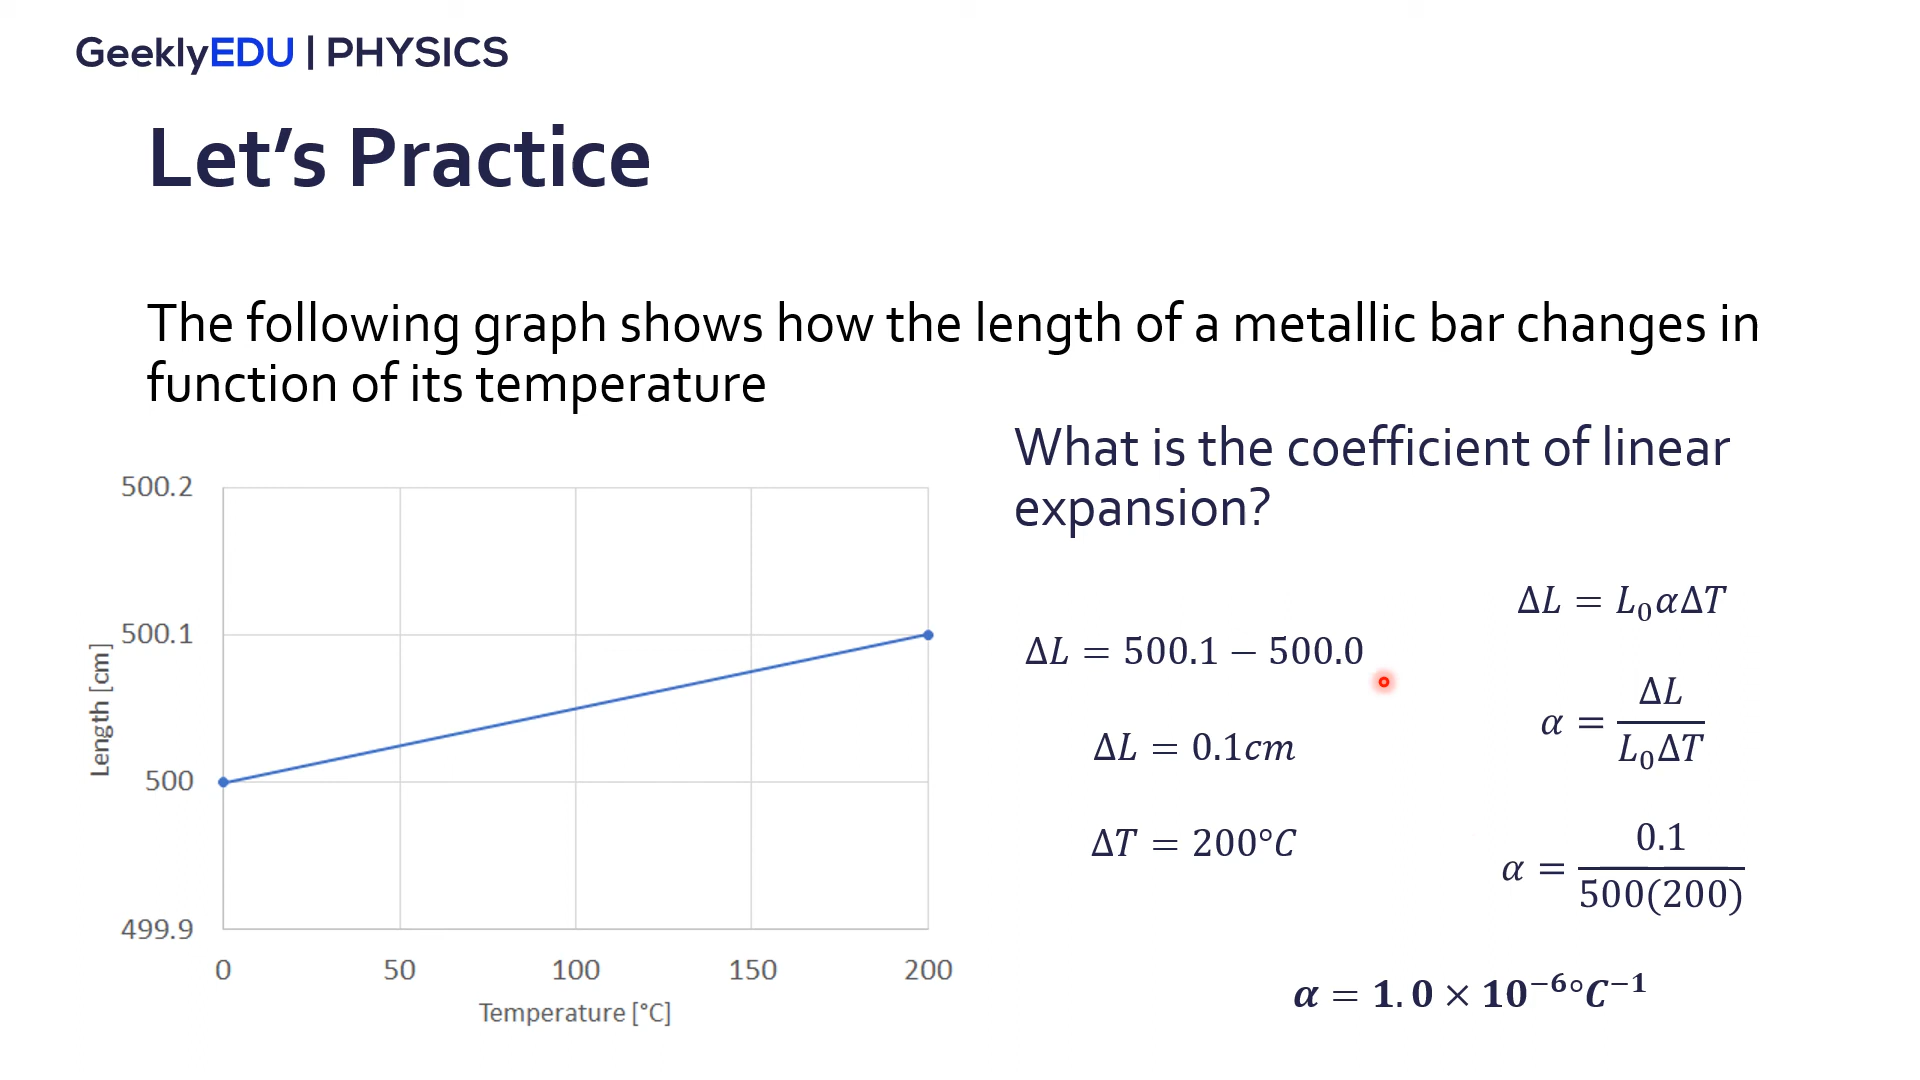 GeeklyEDU | PHYSICS
Let’s Practice
The following graph shows how the length of a metallic bar changes in
function of its temperature
What is the coefficient of linear
expansion?
500.2
500.1
500
499.9
Length [cm]
0 50 100 150 200
Temperature [°C]
ΔL = 500.1 − 500.0
ΔL = 0.1cm
ΔT = 200°C
ΔL = L₀αΔT
α = ΔL / L₀ΔT
α = 0.1 / 500(200)
α = 1.0 × 10⁻⁶°C⁻¹